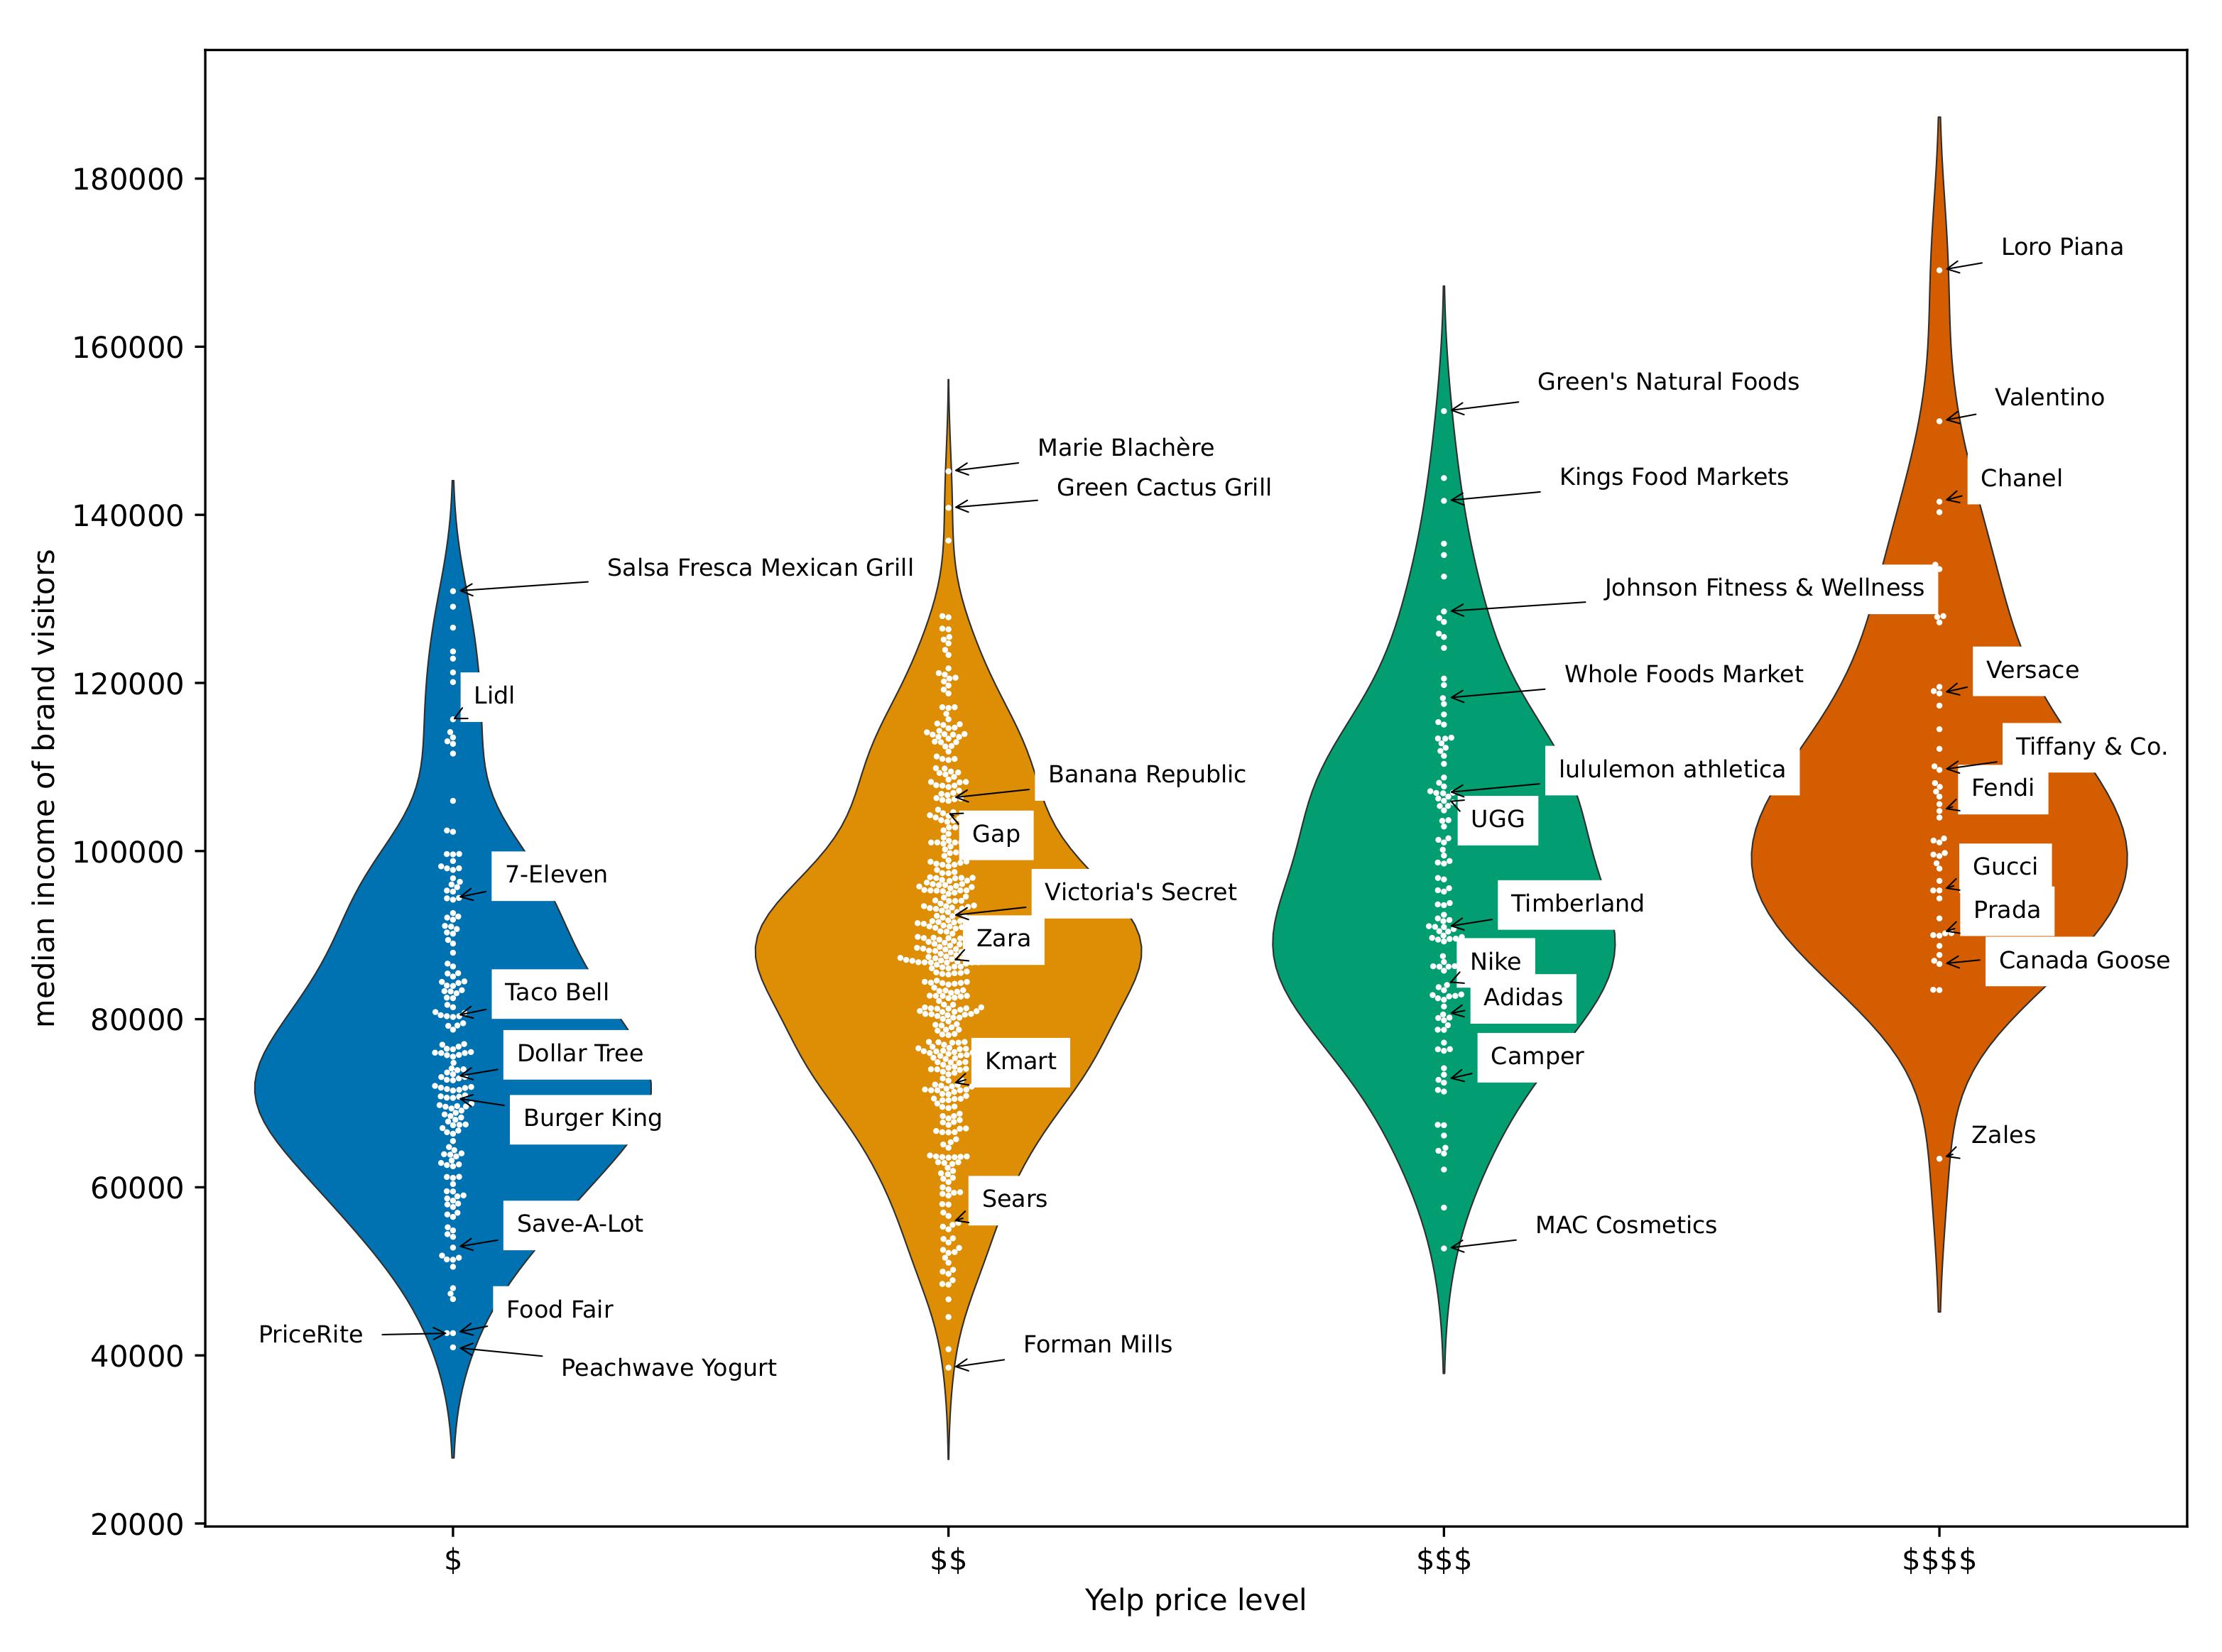 180000
160000
140000
120000
100000
80000
60000
40000
20000
median income of brand visitors
Salsa Fresca Mexican Grill
Lidl
7-Eleven
Taco Bell
Dollar Tree
Burger King
Save-A-Lot
Food Fair
PriceRite
Peachwave Yogurt
Marie Blachère
Green Cactus Grill
Banana Republic
Gap
Victoria's Secret
Zara
Kmart
Sears
Forman Mills
Green's Natural Foods
Kings Food Markets
Johnson Fitness & Wellness
Whole Foods Market
lululemon athletica
UGG
Timberland
Nike
Adidas
Camper
MAC Cosmetics
Loro Piana
Valentino
Chanel
Versace
Tiffany & Co.
Fendi
Gucci
Prada
Canada Goose
Zales
$
$$
$$$
$$$$
Yelp price level